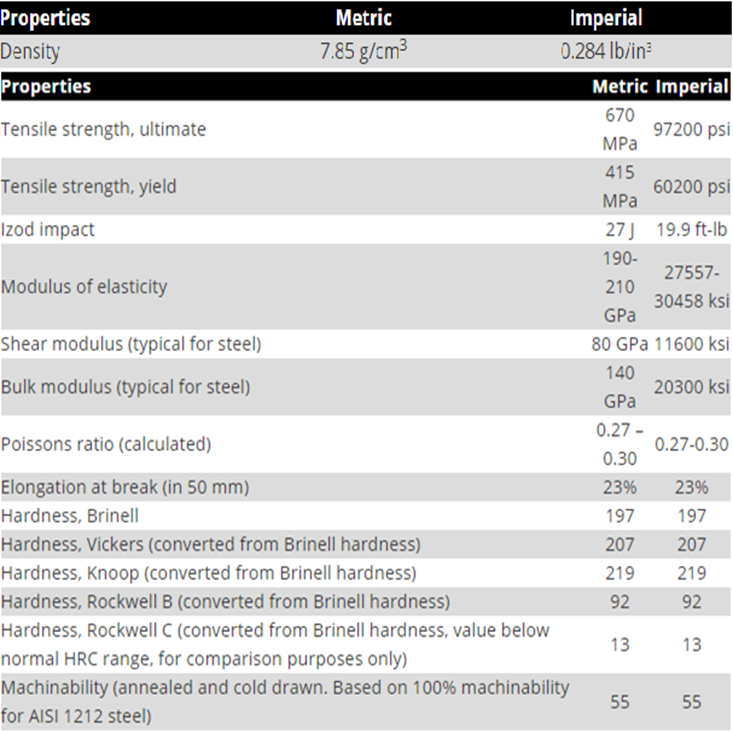 Properties Metric Imperial
Density 7.85 g/cm³ 0.284 lb/in³
Properties Metric Imperial
Tensile strength, ultimate 670 MPa 97200 psi
Tensile strength, yield 415 MPa 60200 psi
Izod impact 27 J 19.9 ft-lb
Modulus of elasticity 190-210 GPa 27557-30458 ksi
Shear modulus (typical for steel) 80 GPa 11600 ksi
Bulk modulus (typical for steel) 140 GPa 20300 ksi
Poissons ratio (calculated) 0.27 – 0.30 0.27-0.30
Elongation at break (in 50 mm) 23% 23%
Hardness, Brinell 197 197
Hardness, Vickers (converted from Brinell hardness) 207 207
Hardness, Knoop (converted from Brinell hardness) 219 219
Hardness, Rockwell B (converted from Brinell hardness) 92 92
Hardness, Rockwell C (converted from Brinell hardness, value below
normal HRC range, for comparison purposes only) 13 13
Machinability (annealed and cold drawn. Based on 100% machinability
for AISI 1212 steel) 55 55